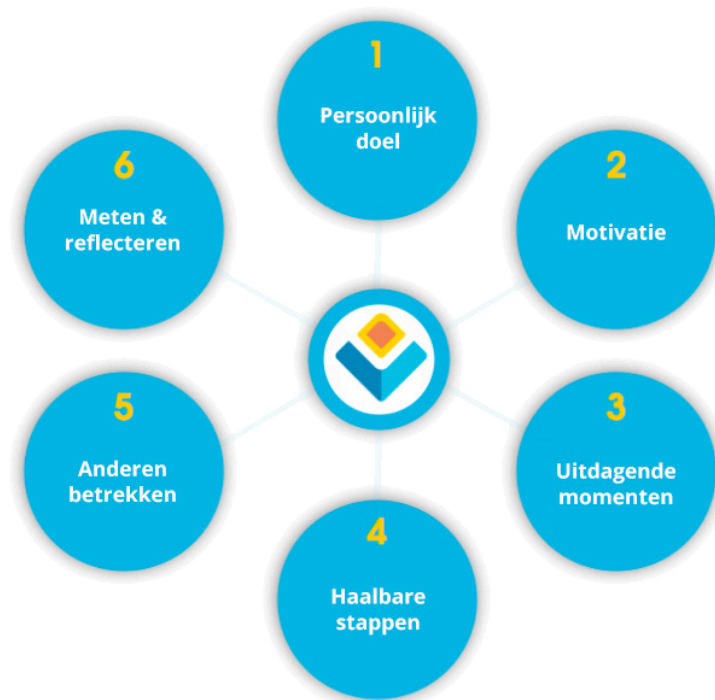 1
Persoonlijk
doel
2
Motivatie
3
Uitdagende
momenten
4
Haalbare
stappen
5
Anderen
betrekken
6
Meten &
reflecteren